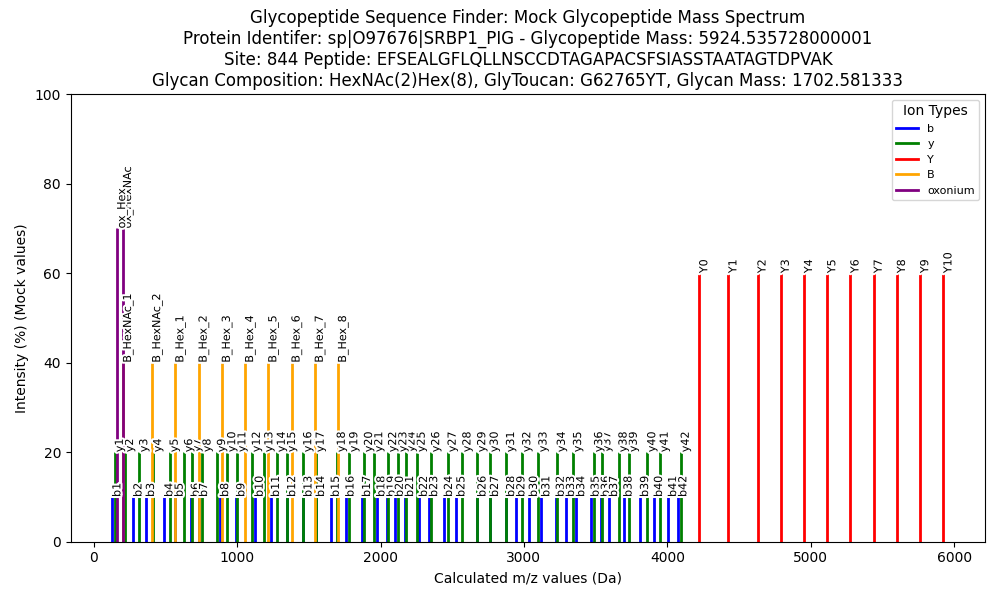 Glycopeptide Sequence Finder: Mock Glycopeptide Mass Spectrum
Protein Identifer: sp|O97676|SRBP1_PIG - Glycopeptide Mass: 5924.535728000001
Site: 844 Peptide: EFSEALGFLQLLNSCCDTAGAPACSFSIASSTAATAGTDPVAK
Glycan Composition: HexNAc(2)Hex(8), GlyToucan: G62765YT, Glycan Mass: 1702.581333
100
80
60
40
20
0
Intensity (%) (Mock values)
Ion Types
b
y
Y
B
oxonium
ox_Hex
ox_HexNAc
Y0 Y1 Y2 Y3 Y4 Y5 Y6 Y7 Y8 Y9 Y10
B_HexNAc_1 B_HexNAc_2 B_Hex_1 B_Hex_2 B_Hex_3 B_Hex_4 B_Hex_5 B_Hex_6 B_Hex_7 B_Hex_8
y1 y2 y3 y4 y5 y6 y7 y8 y9 y10 y11 y12 y13 y14 y15 y16 y17 y18 y19 y20 y21 y22 y23 y24 y25 y26 y27 y28 y29 y30 y31 y32 y33 y34 y35 y36 y37 y38 y39 y40 y41 y42
b1 b2 b3 b4 b5 b6 b7 b8 b9 b10 b11 b12 b13 b14 b15 b16 b17 b18 b19 b20 b21 b22 b23 b24 b25 b26 b27 b28 b29 b30 b31 b32 b33 b34 b35 b36 b37 b38 b39 b40 b41 b42
0 1000 2000 3000 4000 5000 6000
Calculated m/z values (Da)